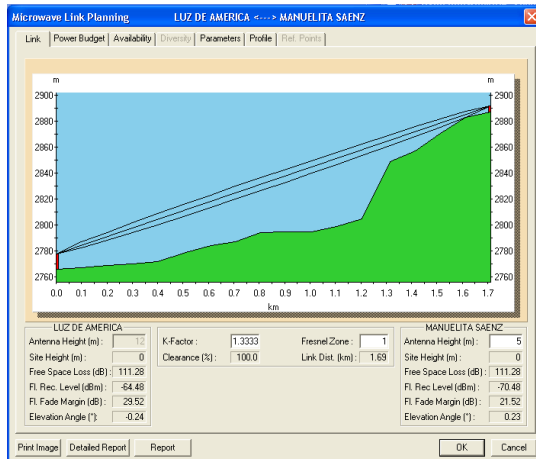 Microwave Link Planning LUZ DE AMERICA <---> MANUELITA SAENZ
Link Power Budget Availability Diversity Parameters Profile Ref. Points
m m
2900 2900
2880 2880
2860 2860
2840 2840
2820 2820
2800 2800
2780 2780
2760 2760
0.0 0.1 0.2 0.3 0.4 0.5 0.6 0.7 0.8 0.9 1.0 1.1 1.2 1.3 1.4 1.5 1.6 1.7
km
LUZ DE AMERICA
Antenna Height (m) : 12
Site Height (m) : 0
Free Space Loss (dB) : 111.28
Fl. Rec. Level (dBm) : -64.48
Fl. Fade Margin (dB) : 29.52
Elevation Angle (°): -0.24
K-Factor : 1.3333 Fresnel Zone : 1
Clearance (%) : 100.0 Link Dist. (km) : 1.69
MANUELITA SAENZ
Antenna Height (m) : 5
Site Height (m) : 0
Free Space Loss (dB) : 111.28
Fl. Rec. Level (dBm) : -70.48
Fl. Fade Margin (dB) : 21.52
Elevation Angle (°) : 0.23
Print Image Detailed Report Report OK Cancel